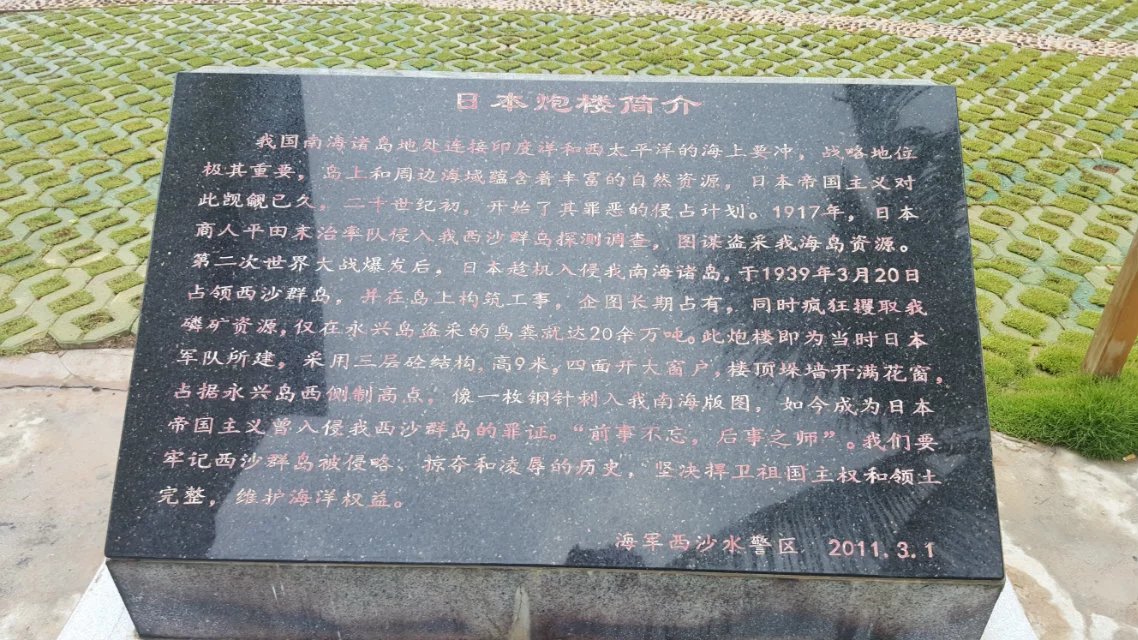 日本炮楼简介
我国南海诸岛地处连接印度洋和西太平洋的海上要冲，战略地位
极其重要，岛上和周边海域蕴含着丰富的自然资源，日本帝国主义对
此觊觎已久。二十世纪初，开始了其罪恶的侵占计划。1917年，日本
商人平田末治率队侵入我西沙群岛探测调查，图谋盗采我海岛资源。
第二次世界大战爆发后，日本趁机入侵我南海诸岛，于1939年3月20日
占领西沙群岛，并在岛上构筑工事，企图长期占有，同时疯狂攫取我
磷矿资源，仅在永兴岛盗采的鸟粪就达20余万吨。此炮楼即为当时日本
军队所建，采用三层砼结构，高9米，四面开大窗户，楼顶垛墙开满花窗，
占据永兴岛西侧制高点，像一枚钢针刺入我南海版图，如今成为日本
帝国主义曾入侵我西沙群岛的罪证。“前事不忘，后事之师”。我们要
牢记西沙群岛被侵略、掠夺和凌辱的历史，坚决捍卫祖国主权和领土
完整，维护海洋权益。
海军西沙水警区 2011.3.1